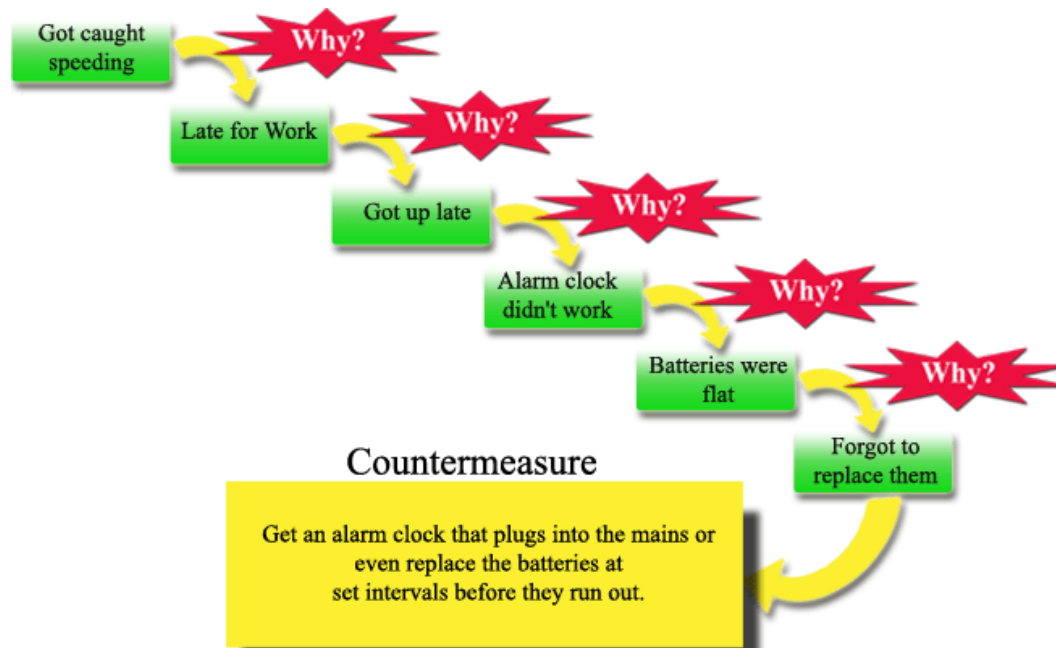 Got caught
speeding
Why?
Late for Work
Why?
Got up late
Why?
Alarm clock
didn't work
Why?
Batteries were
flat
Why?
Forgot to
replace them
Countermeasure
Get an alarm clock that plugs into the mains or
even replace the batteries at
set intervals before they run out.